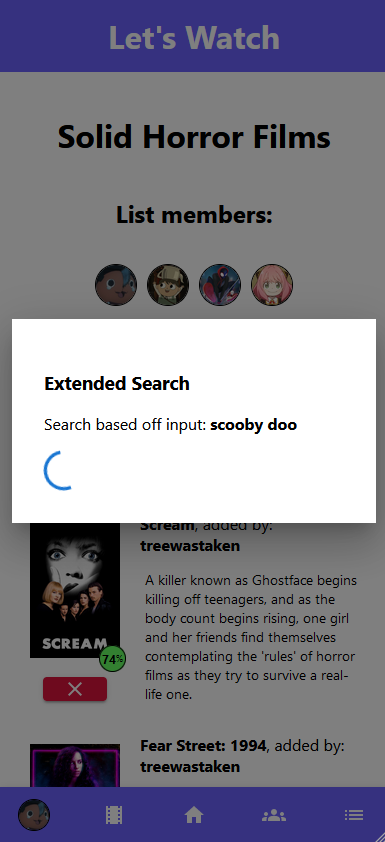 Let's Watch
Solid Horror Films
List members:
Extended Search
Search based off input: scooby doo
Scream, added by:
treewastaken
A killer known as Ghostface begins
killing off teenagers, and as the
body count begins rising, one girl
and her friends find themselves
contemplating the 'rules' of horror
films as they try to survive a real-
life one.
SCREAM
74%
Fear Street: 1994, added by:
treewastaken